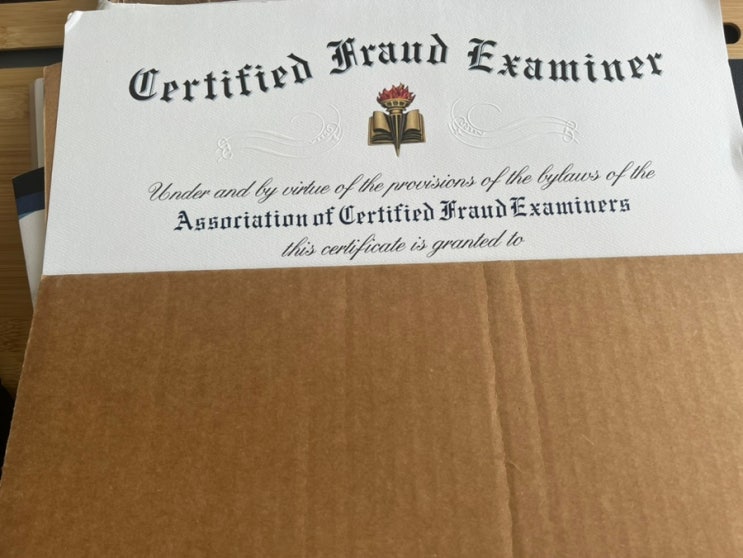 Certified Fraud Examiner
Under and by virtue of the provisions of the bylaws of the
Association of Certified Fraud Examiners
this certificate is granted to